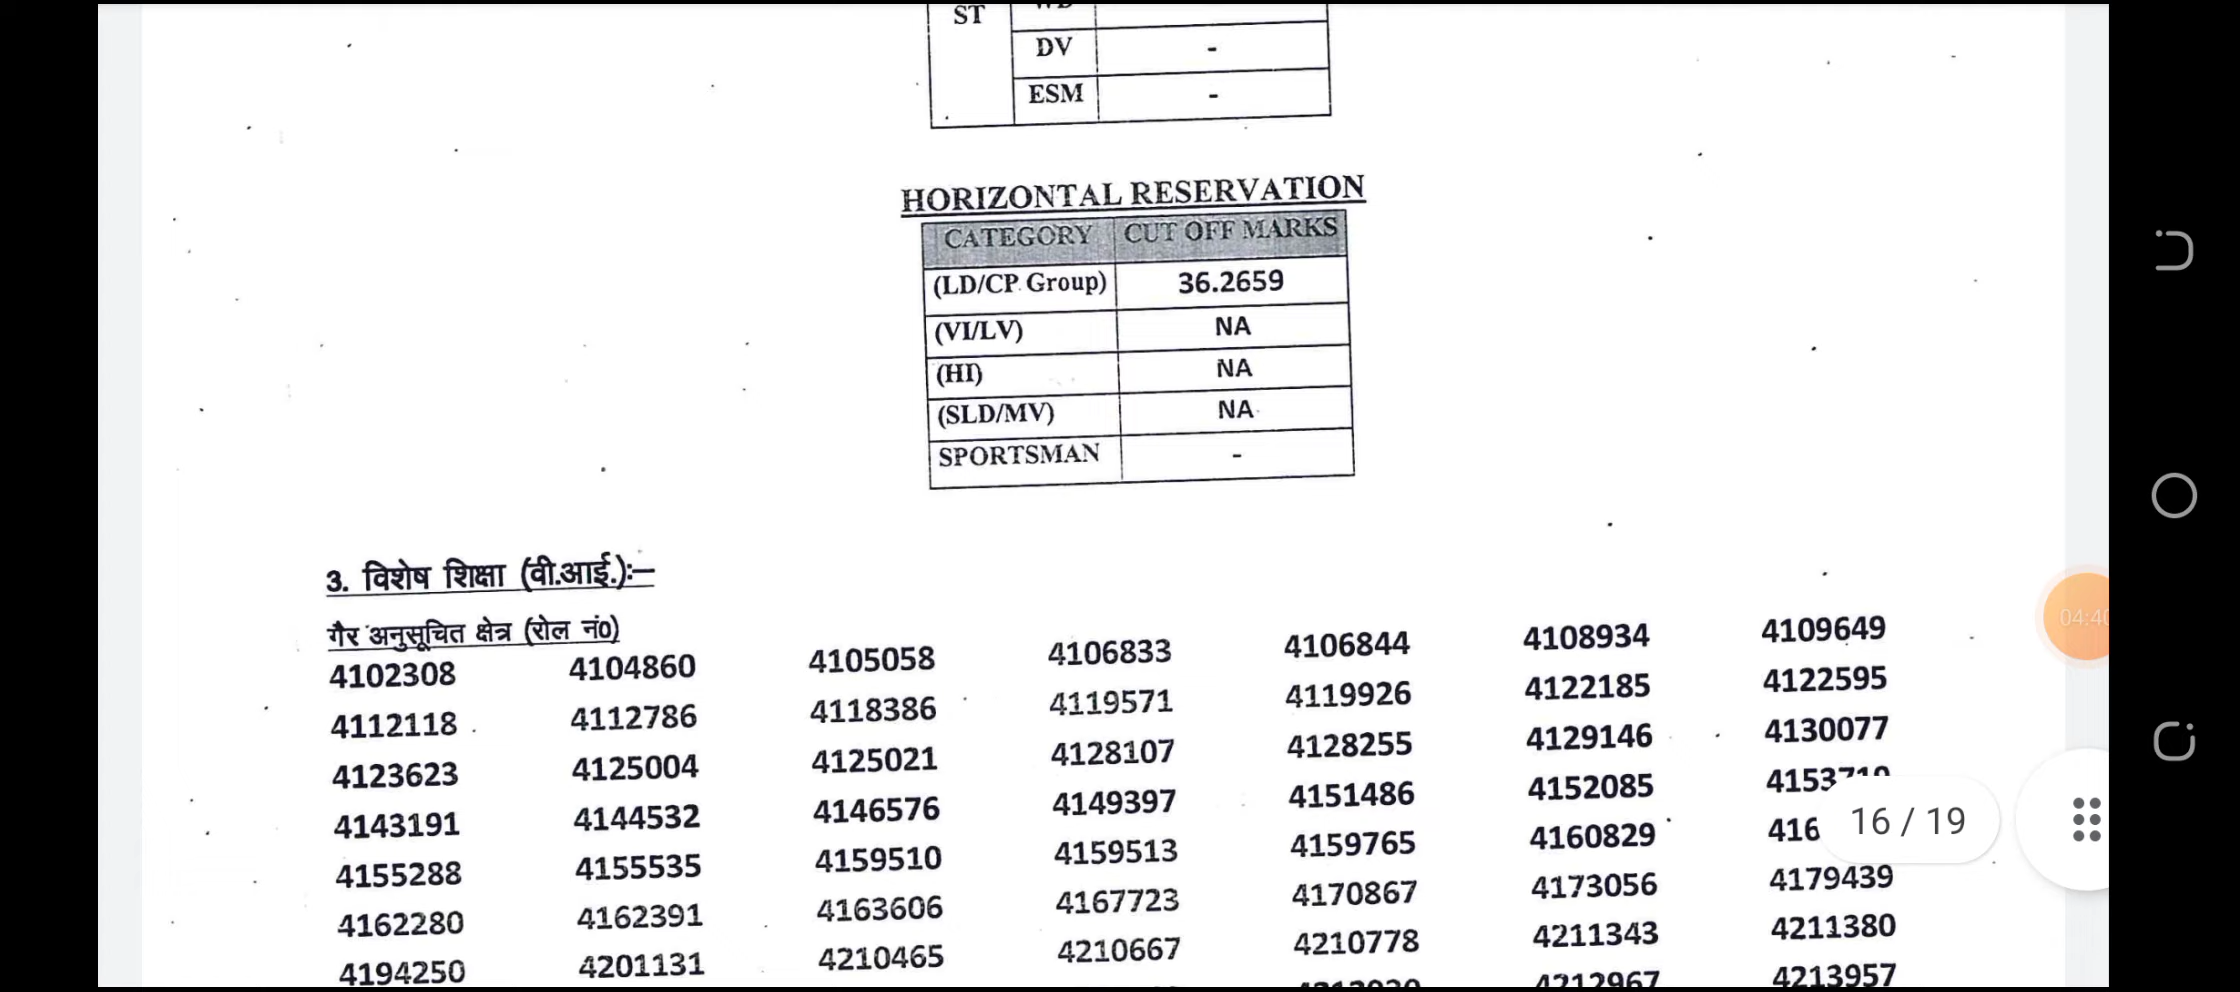 ST
DV -
ESM -
HORIZONTAL RESERVATION
CATEGORY CUT OFF MARKS
(LD/CP Group) 36.2659
(VI/LV) NA
(HI) NA
(SLD/MV) NA
SPORTSMAN -
3. विशेष शिक्षा (वी.आई.):–
गैर अनुसूचित क्षेत्र (रोल नं0)
4102308 4104860 4105058 4106833 4106844 4108934 4109649
4112118 4112786 4118386 4119571 4119926 4122185 4122595
4123623 4125004 4125021 4128107 4128255 4129146 4130077
4143191 4144532 4146576 4149397 4151486 4152085
4155288 4155535 4159510 4159513 4159765 4160829
16 / 19
4162280 4162391 4163606 4167723 4170867 4173056 4179439
4194250 4201131 4210465 4210667 4210778 4211343 4211380
4212967 4213957
04:40